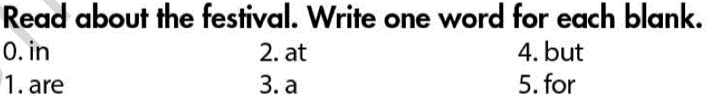 Read about the festival. Write one word for each blank.
0. in 2. at 4. but
1. are 3. a 5. for